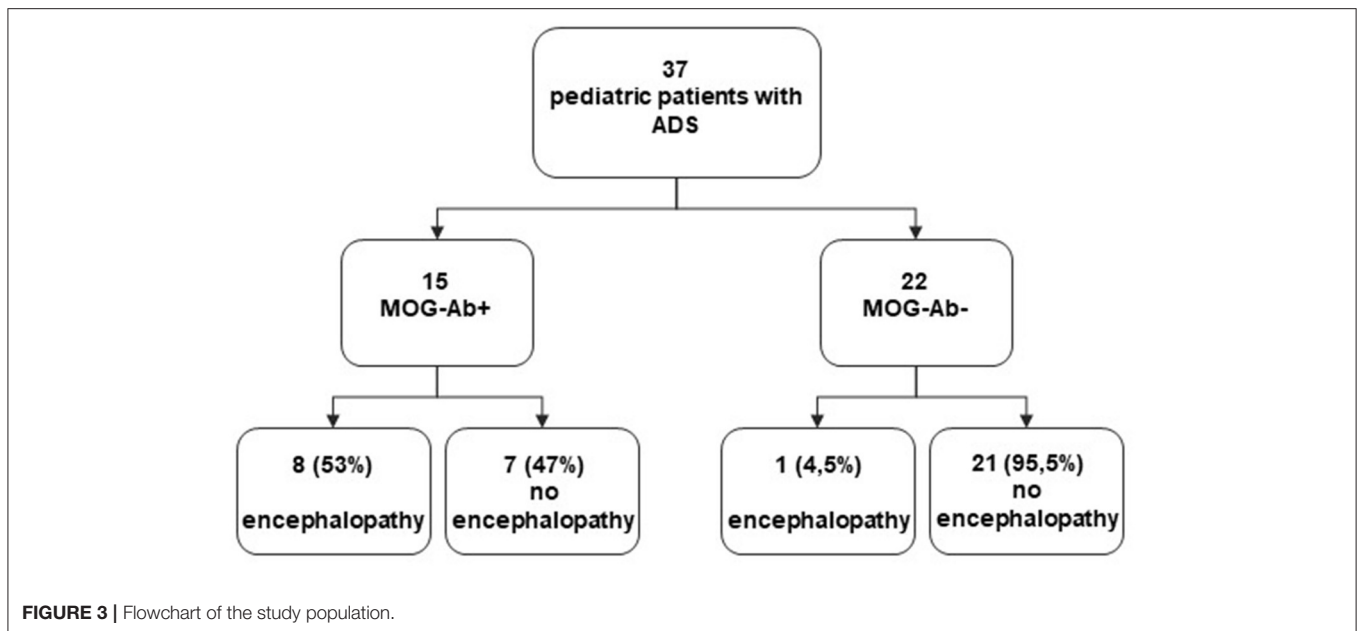 37
pediatric patients with
ADS
15
MOG-Ab+
22
MOG-Ab-
8 (53%)
encephalopathy
7 (47%)
no
encephalopathy
1 (4,5%)
encephalopathy
21 (95,5%)
no
encephalopathy
FIGURE 3 | Flowchart of the study population.